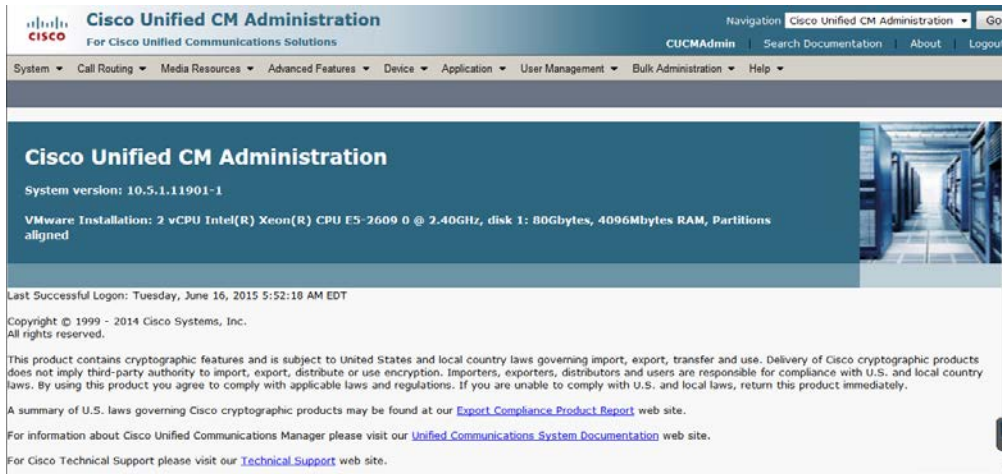 Cisco Unified CM Administration
Navigation Cisco Unified CM Administration Go
CISCO
For Cisco Unified Communications Solutions
CUCMAdmin | Search Documentation | About | Logout
System Call Routing Media Resources Advanced Features Device Application User Management Bulk Administration Help
Cisco Unified CM Administration
System version: 10.5.1.11901-1
VMware Installation: 2 vCPU Intel(R) Xeon(R) CPU E5-2609 0 @ 2.40GHz, disk 1: 80Gbytes, 4096Mbytes RAM, Partitions
aligned
Last Successful Logon: Tuesday, June 16, 2015 5:52:18 AM EDT
Copyright © 1999 - 2014 Cisco Systems, Inc.
All rights reserved.
This product contains cryptographic features and is subject to United States and local country laws governing import, export, transfer and use. Delivery of Cisco cryptographic products
does not imply third-party authority to import, export, distribute or use encryption. Importers, exporters, distributors and users are responsible for compliance with U.S. and local country
laws. By using this product you agree to comply with applicable laws and regulations. If you are unable to comply with U.S. and local laws, return this product immediately.
A summary of U.S. laws governing Cisco cryptographic products may be found at our Export Compliance Product Report web site.
For information about Cisco Unified Communications Manager please visit our Unified Communications System Documentation web site.
For Cisco Technical Support please visit our Technical Support web site.